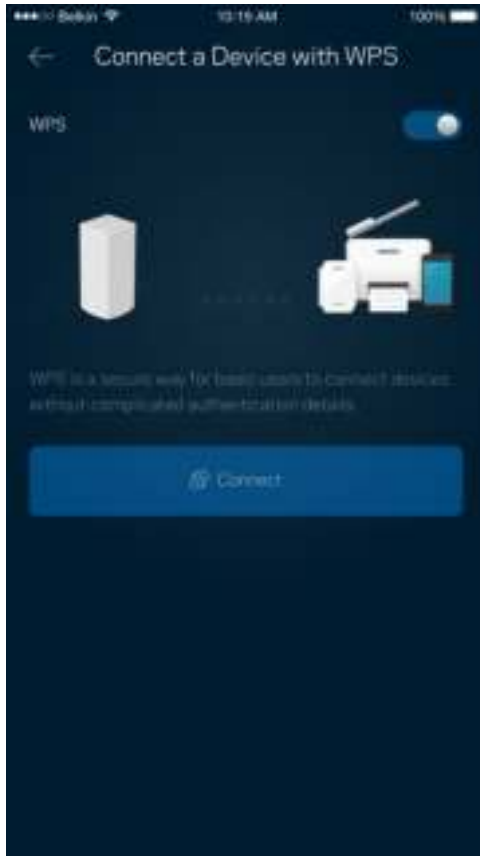 Belkin 10:19 AM 100%
Connect a Device with WPS
WPS
WPS is a secure way for basic users to connect devices
without complicated authentication details.
Connect